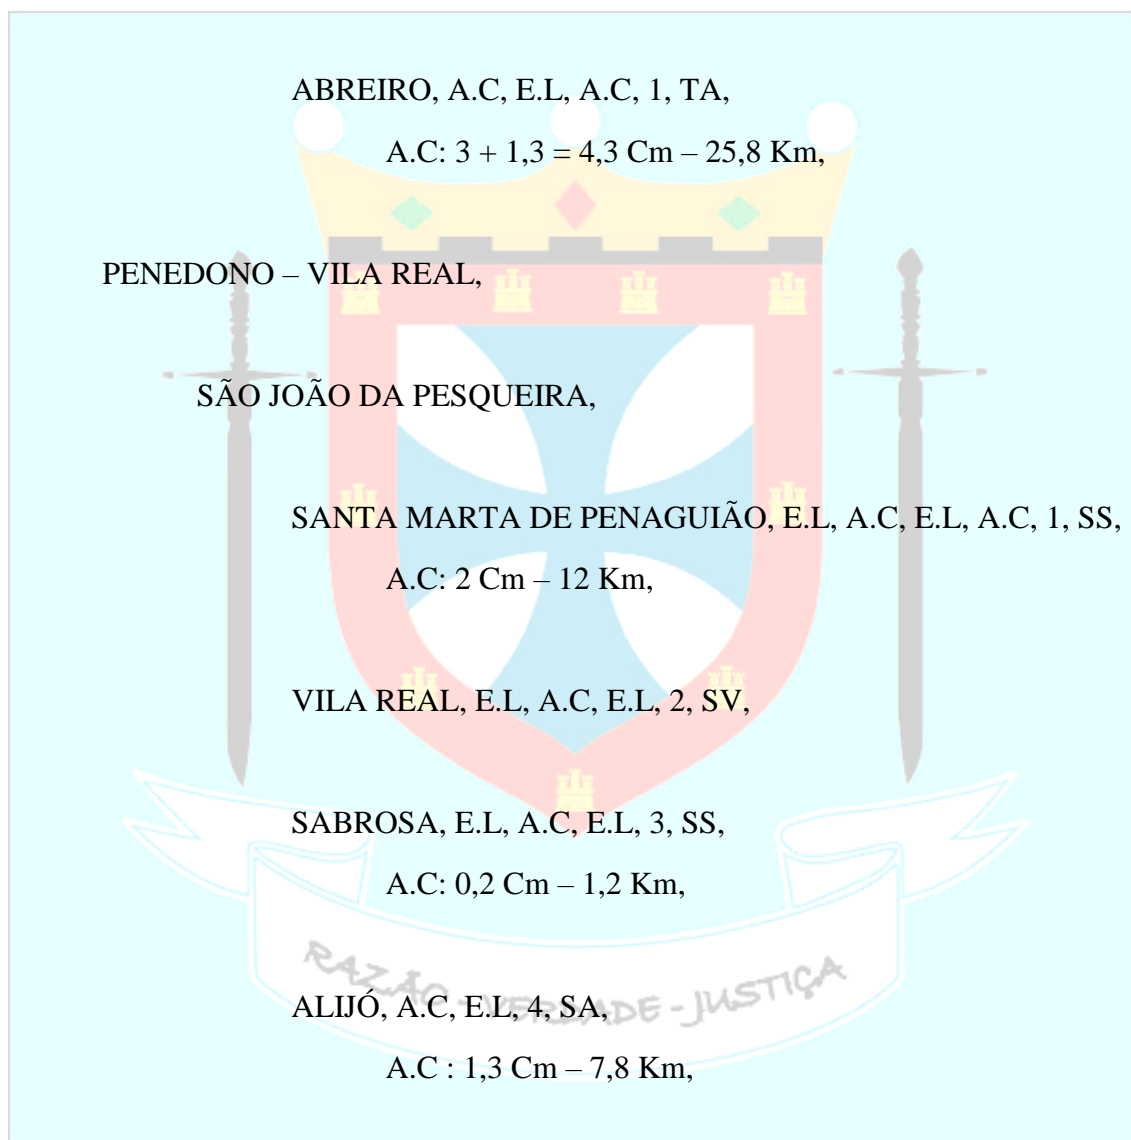 ABREIRO, A.C, E.L, A.C, 1, TA,
A.C: 3 + 1,3 = 4,3 Cm – 25,8 Km,
PENEDONO – VILA REAL,
SÃO JOÃO DA PESQUEIRA,
SANTA MARTA DE PENAGUIÃO, E.L, A.C, E.L, A.C, 1, SS,
A.C: 2 Cm – 12 Km,
VILA REAL, E.L, A.C, E.L, 2, SV,
SABROSA, E.L, A.C, E.L, 3, SS,
A.C: 0,2 Cm – 1,2 Km,
RAZÃO - VERDADE - JUSTIÇA
ALIJÓ, A.C, E.L, 4, SA,
A.C : 1,3 Cm – 7,8 Km,